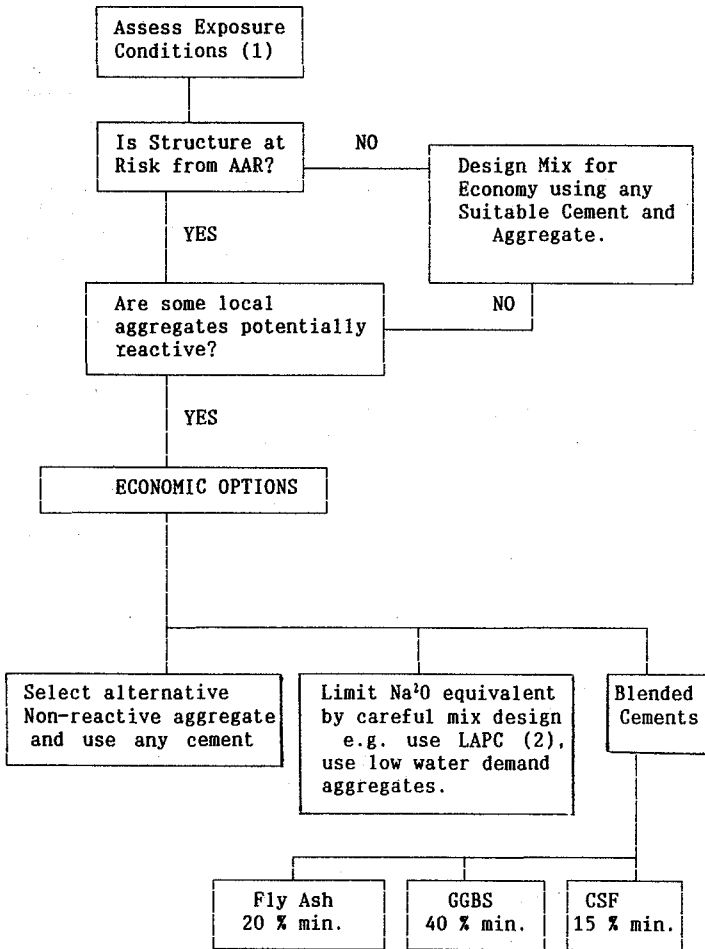 Assess Exposure
Conditions (1)
Is Structure at
Risk from AAR?
NO
Design Mix for
Economy using any
Suitable Cement and
Aggregate.
YES
Are some local
aggregates potentially
reactive?
NO
YES
ECONOMIC OPTIONS
Select alternative
Non-reactive aggregate
and use any cement
Limit Na²O equivalent
by careful mix design
e.g. use LAPC (2),
use low water demand
aggregates.
Blended
Cements
Fly Ash
20 % min.
GGBS
40 % min.
CSF
15 % min.